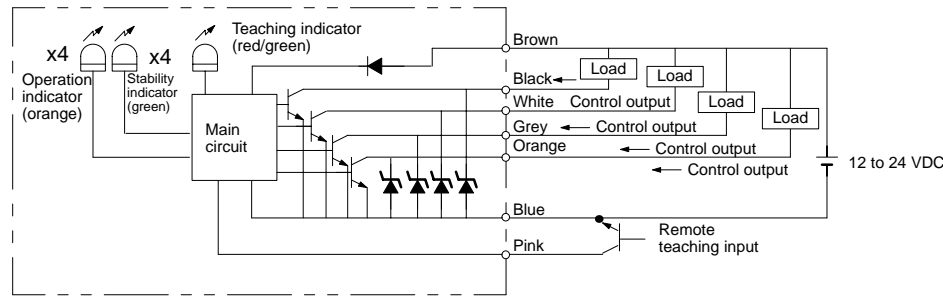 x4
x4
Teaching indicator
(red/green)
Operation
indicator
(orange)
Stability
indicator
(green)
Main
circuit
Brown
Black
White
Grey
Orange
Blue
Pink
Load
Load
Load
Load
Control output
Control output
Control output
Control output
12 to 24 VDC
Remote
teaching input